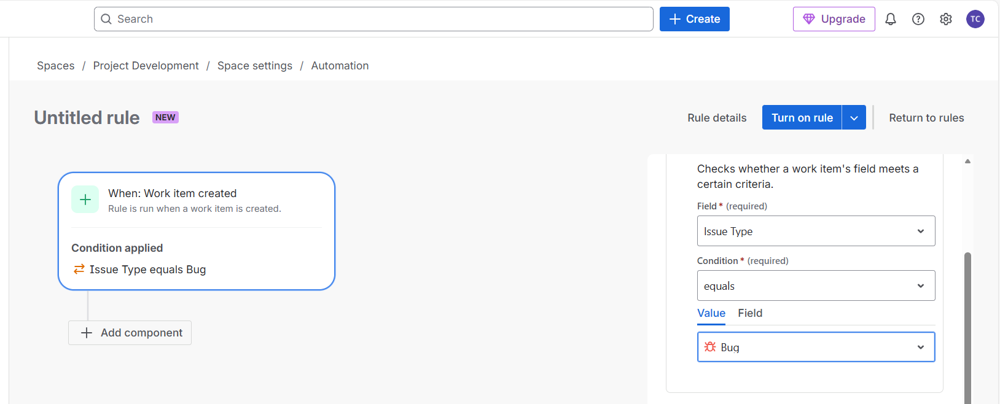 Search
Create
Upgrade
TC
Spaces / Project Development / Space settings / Automation
Untitled rule NEW
Rule details
Turn on rule
Return to rules
When: Work item created
Rule is run when a work item is created.
Condition applied
Issue Type equals Bug
Add component
Checks whether a work item's field meets a
certain criteria.
Field * (required)
Issue Type
Condition * (required)
equals
Value Field
Bug